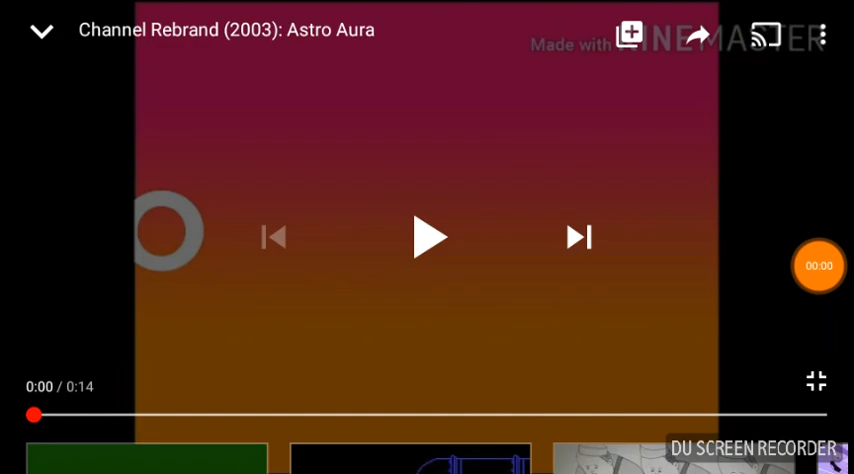 Channel Rebrand (2003): Astro Aura
Made with KINEMASTER
00:00
0:00 / 0:14
DU SCREEN RECORDER